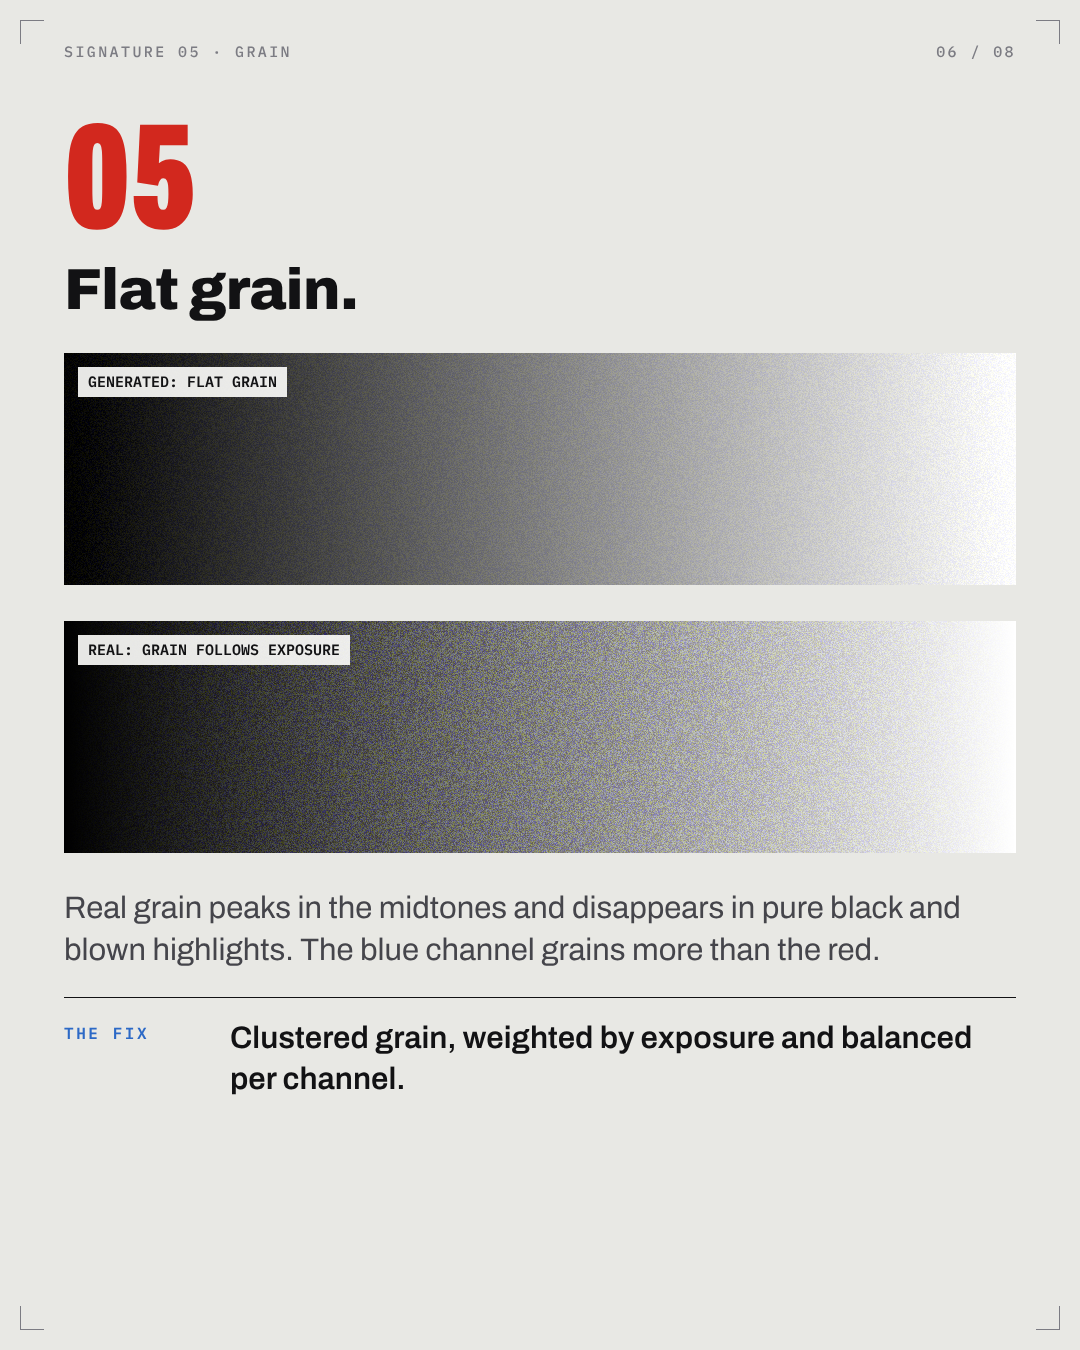 SIGNATURE 05 · GRAIN
06 / 08
05
Flat grain.
GENERATED: FLAT GRAIN
REAL: GRAIN FOLLOWS EXPOSURE
Real grain peaks in the midtones and disappears in pure black and
blown highlights. The blue channel grains more than the red.
THE FIX
Clustered grain, weighted by exposure and balanced
per channel.